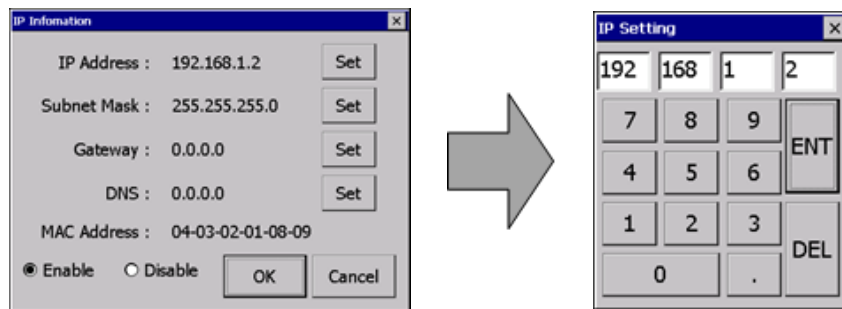 IP Infomation
IP Address : 192.168.1.2 Set
Subnet Mask : 255.255.255.0 Set
Gateway : 0.0.0.0 Set
DNS : 0.0.0.0 Set
MAC Address : 04-03-02-01-08-09
Enable Disable OK Cancel
IP Setting
192 168 1 2
7 8 9 ENT
4 5 6
1 2 3 DEL
0 .